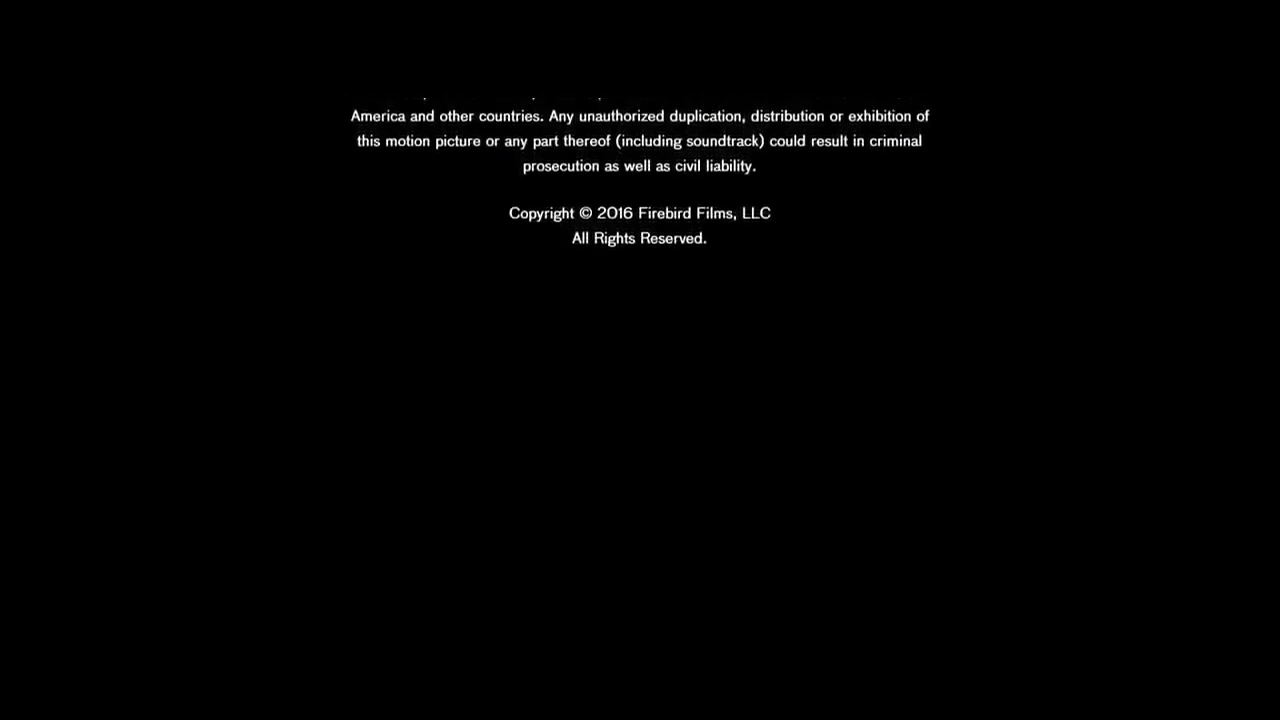 America and other countries. Any unauthorized duplication, distribution or exhibition of
this motion picture or any part thereof (including soundtrack) could result in criminal
prosecution as well as civil liability.
Copyright © 2016 Firebird Films, LLC
All Rights Reserved.